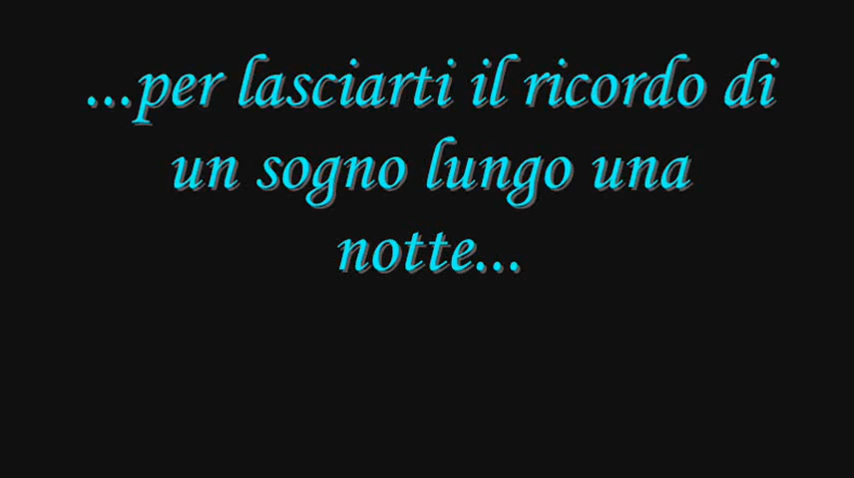 ...per lasciarti il ricordo di
un sogno lungo una
notte...